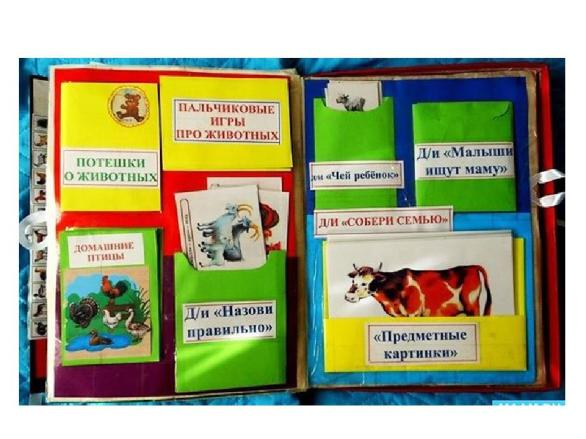 ПОТЕШКИ
О ЖИВОТНЫХ
ПАЛЬЧИКОВЫЕ
ИГРЫ
ПРО ЖИВОТНЫХ
ДОМАШНИЕ
ПТИЦЫ
Д/и «Назови
правильно»
д/и «Чей ребёнок»
Д/и «Малыши
ищут маму»
Д/И «СОБЕРИ СЕМЬЮ»
«Предметные
картинки»